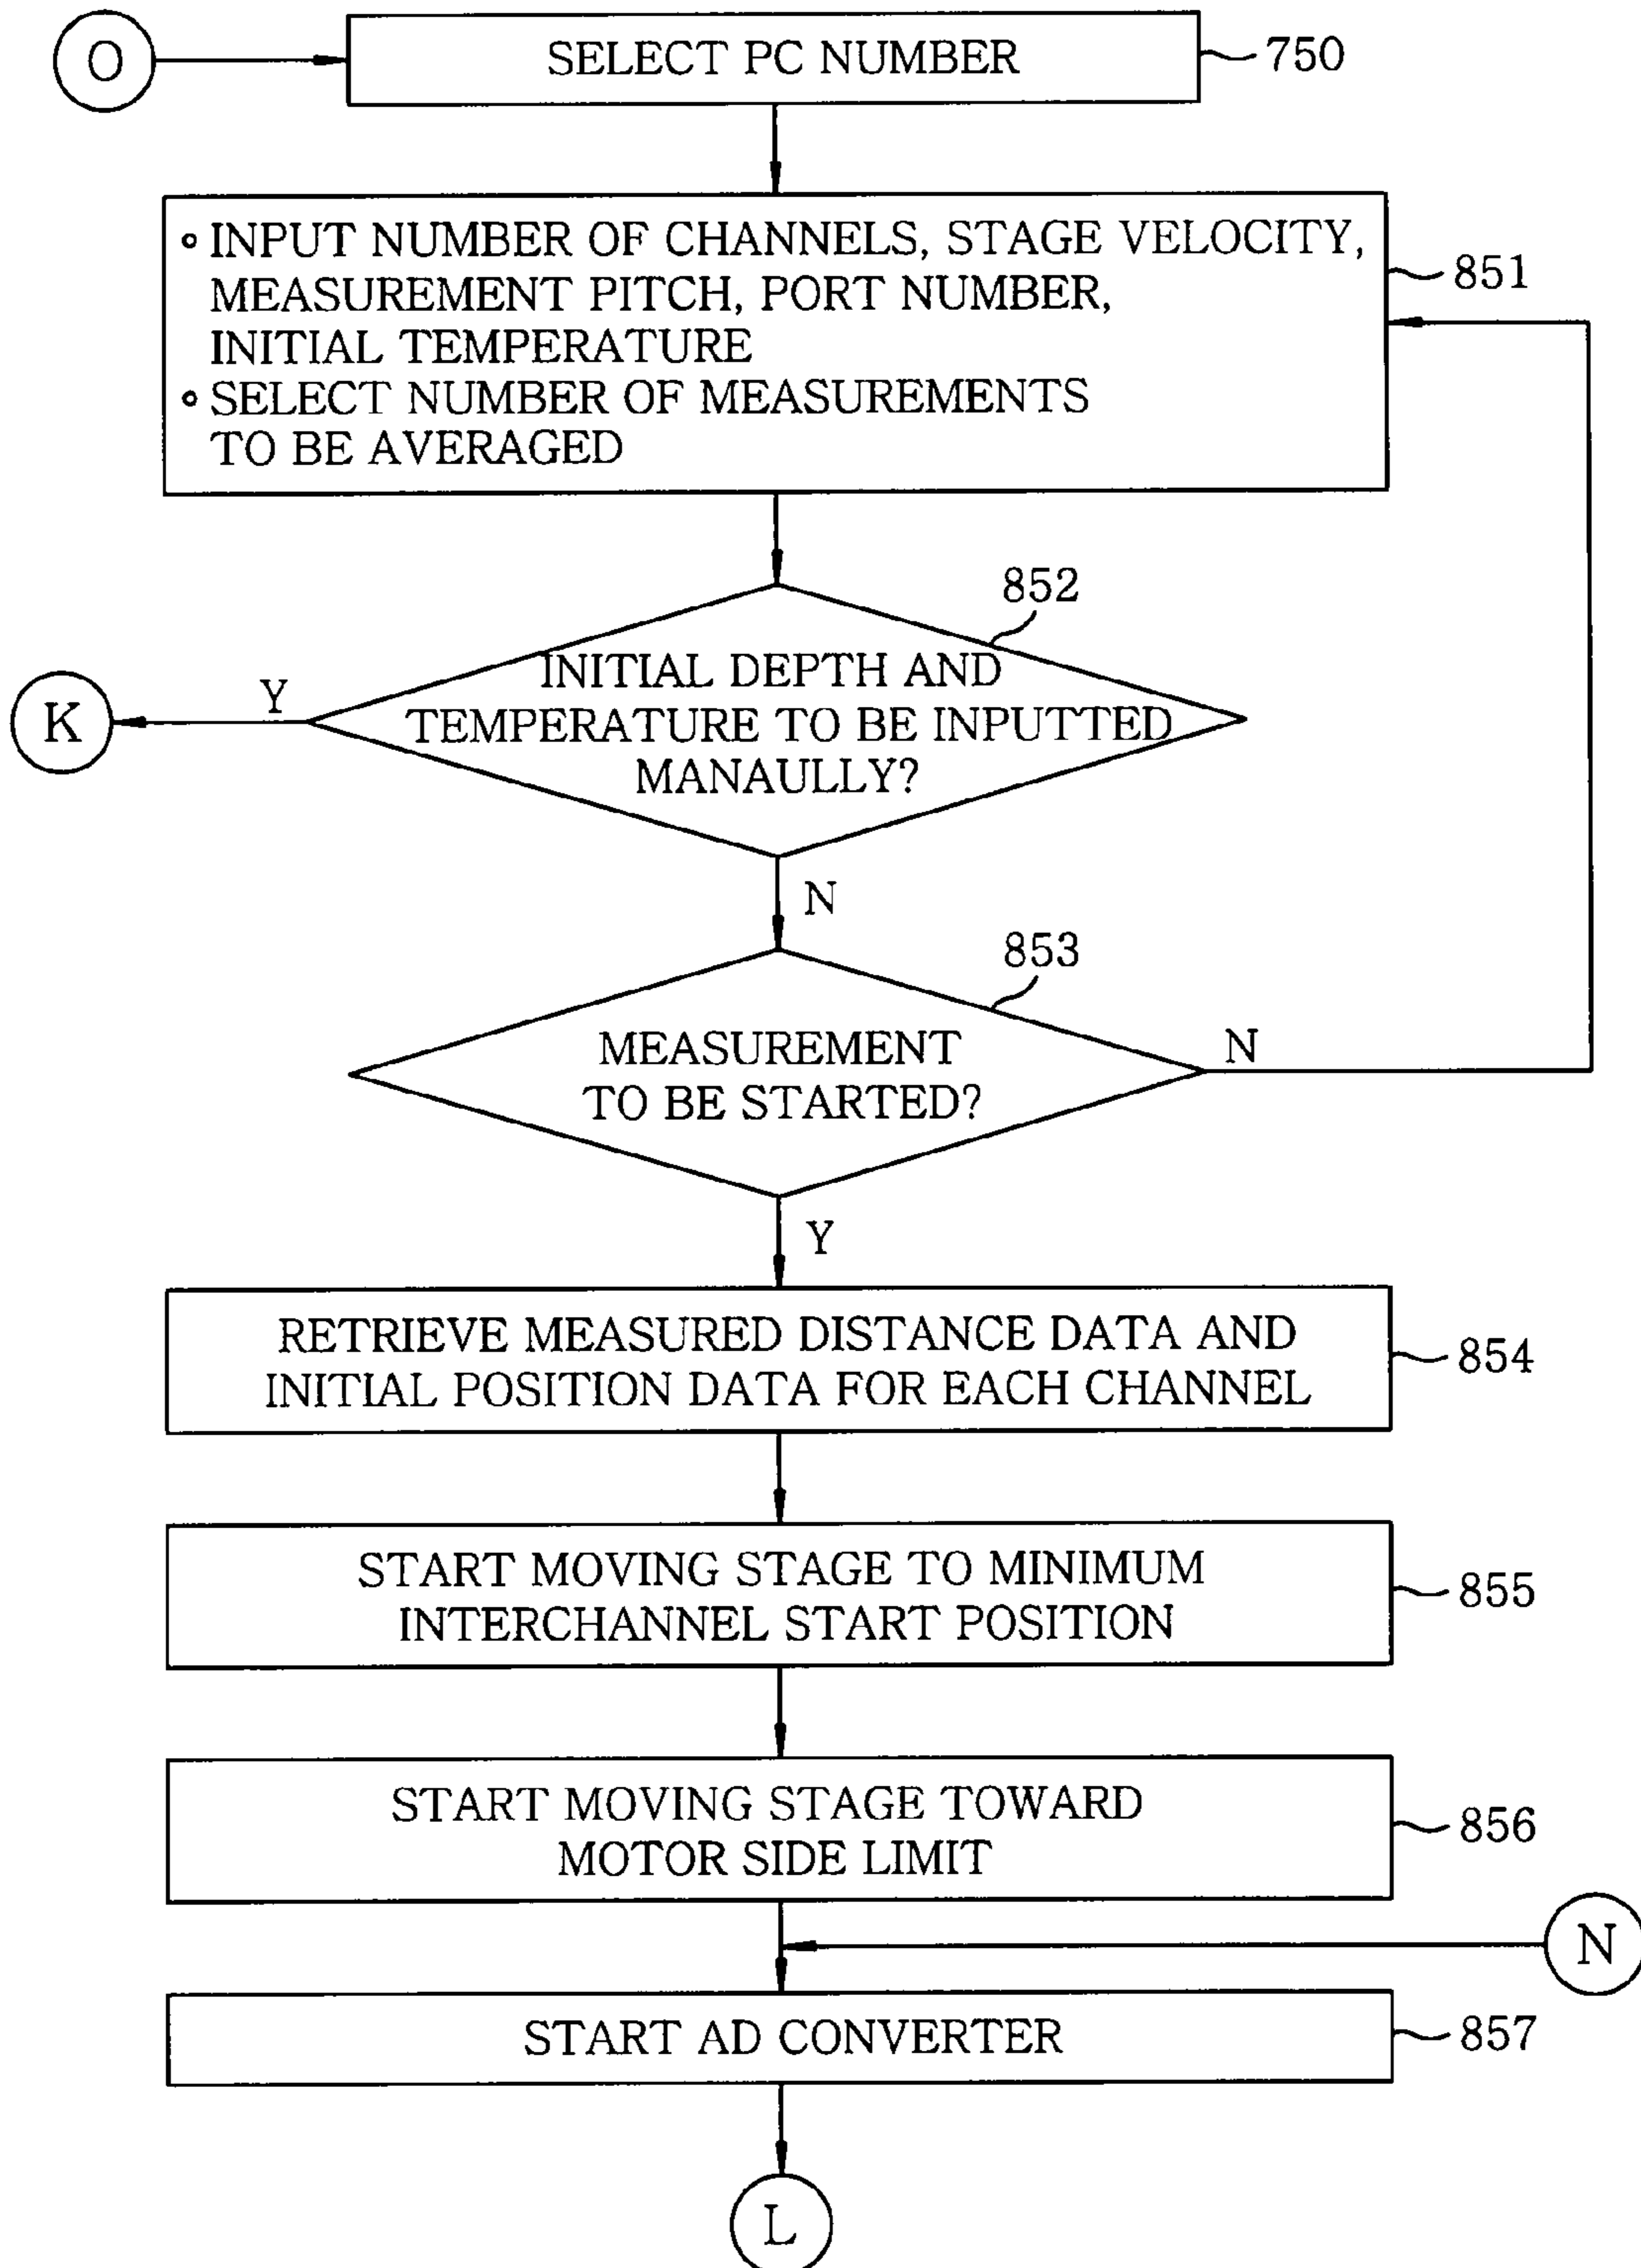 O
SELECT PC NUMBER
750
∘ INPUT NUMBER OF CHANNELS, STAGE VELOCITY,
MEASUREMENT PITCH, PORT NUMBER,
INITIAL TEMPERATURE
∘ SELECT NUMBER OF MEASUREMENTS
TO BE AVERAGED
851
852
INITIAL DEPTH AND
TEMPERATURE TO BE INPUTTED
MANAULLY?
Y
K
N
853
MEASUREMENT
TO BE STARTED?
N
Y
RETRIEVE MEASURED DISTANCE DATA AND
INITIAL POSITION DATA FOR EACH CHANNEL
854
START MOVING STAGE TO MINIMUM
INTERCHANNEL START POSITION
855
START MOVING STAGE TOWARD
MOTOR SIDE LIMIT
856
N
START AD CONVERTER
857
L